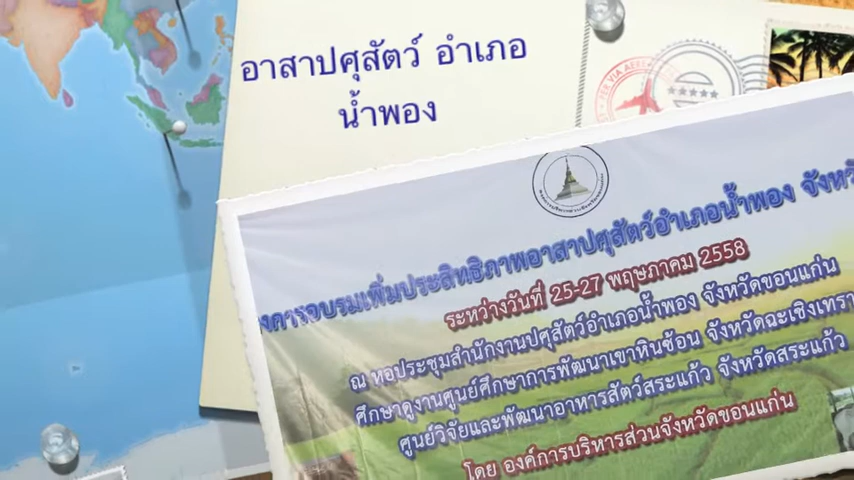 อาสาปศุสัตว์ อำเภอ
น้ำพอง
การอบรมเพิ่มประสิทธิภาพอาสาปศุสัตว์อำเภอน้ำพอง
ระหว่างวันที่ 25-27 พฤษภาคม 2558
ณ หอประชุมสำนักงานปศุสัตว์อำเภอน้ำพอง จังหวัดขอนแก่น
ศึกษาดูงานศูนย์ศึกษาการพัฒนาเขาหินซ้อน จังหวัดฉะเชิงเทรา
ศูนย์วิจัยและพัฒนาอาหารสัตว์สระแก้ว จังหวัดสระแก้ว
โดย องค์การบริหารส่วนจังหวัดขอนแก่น